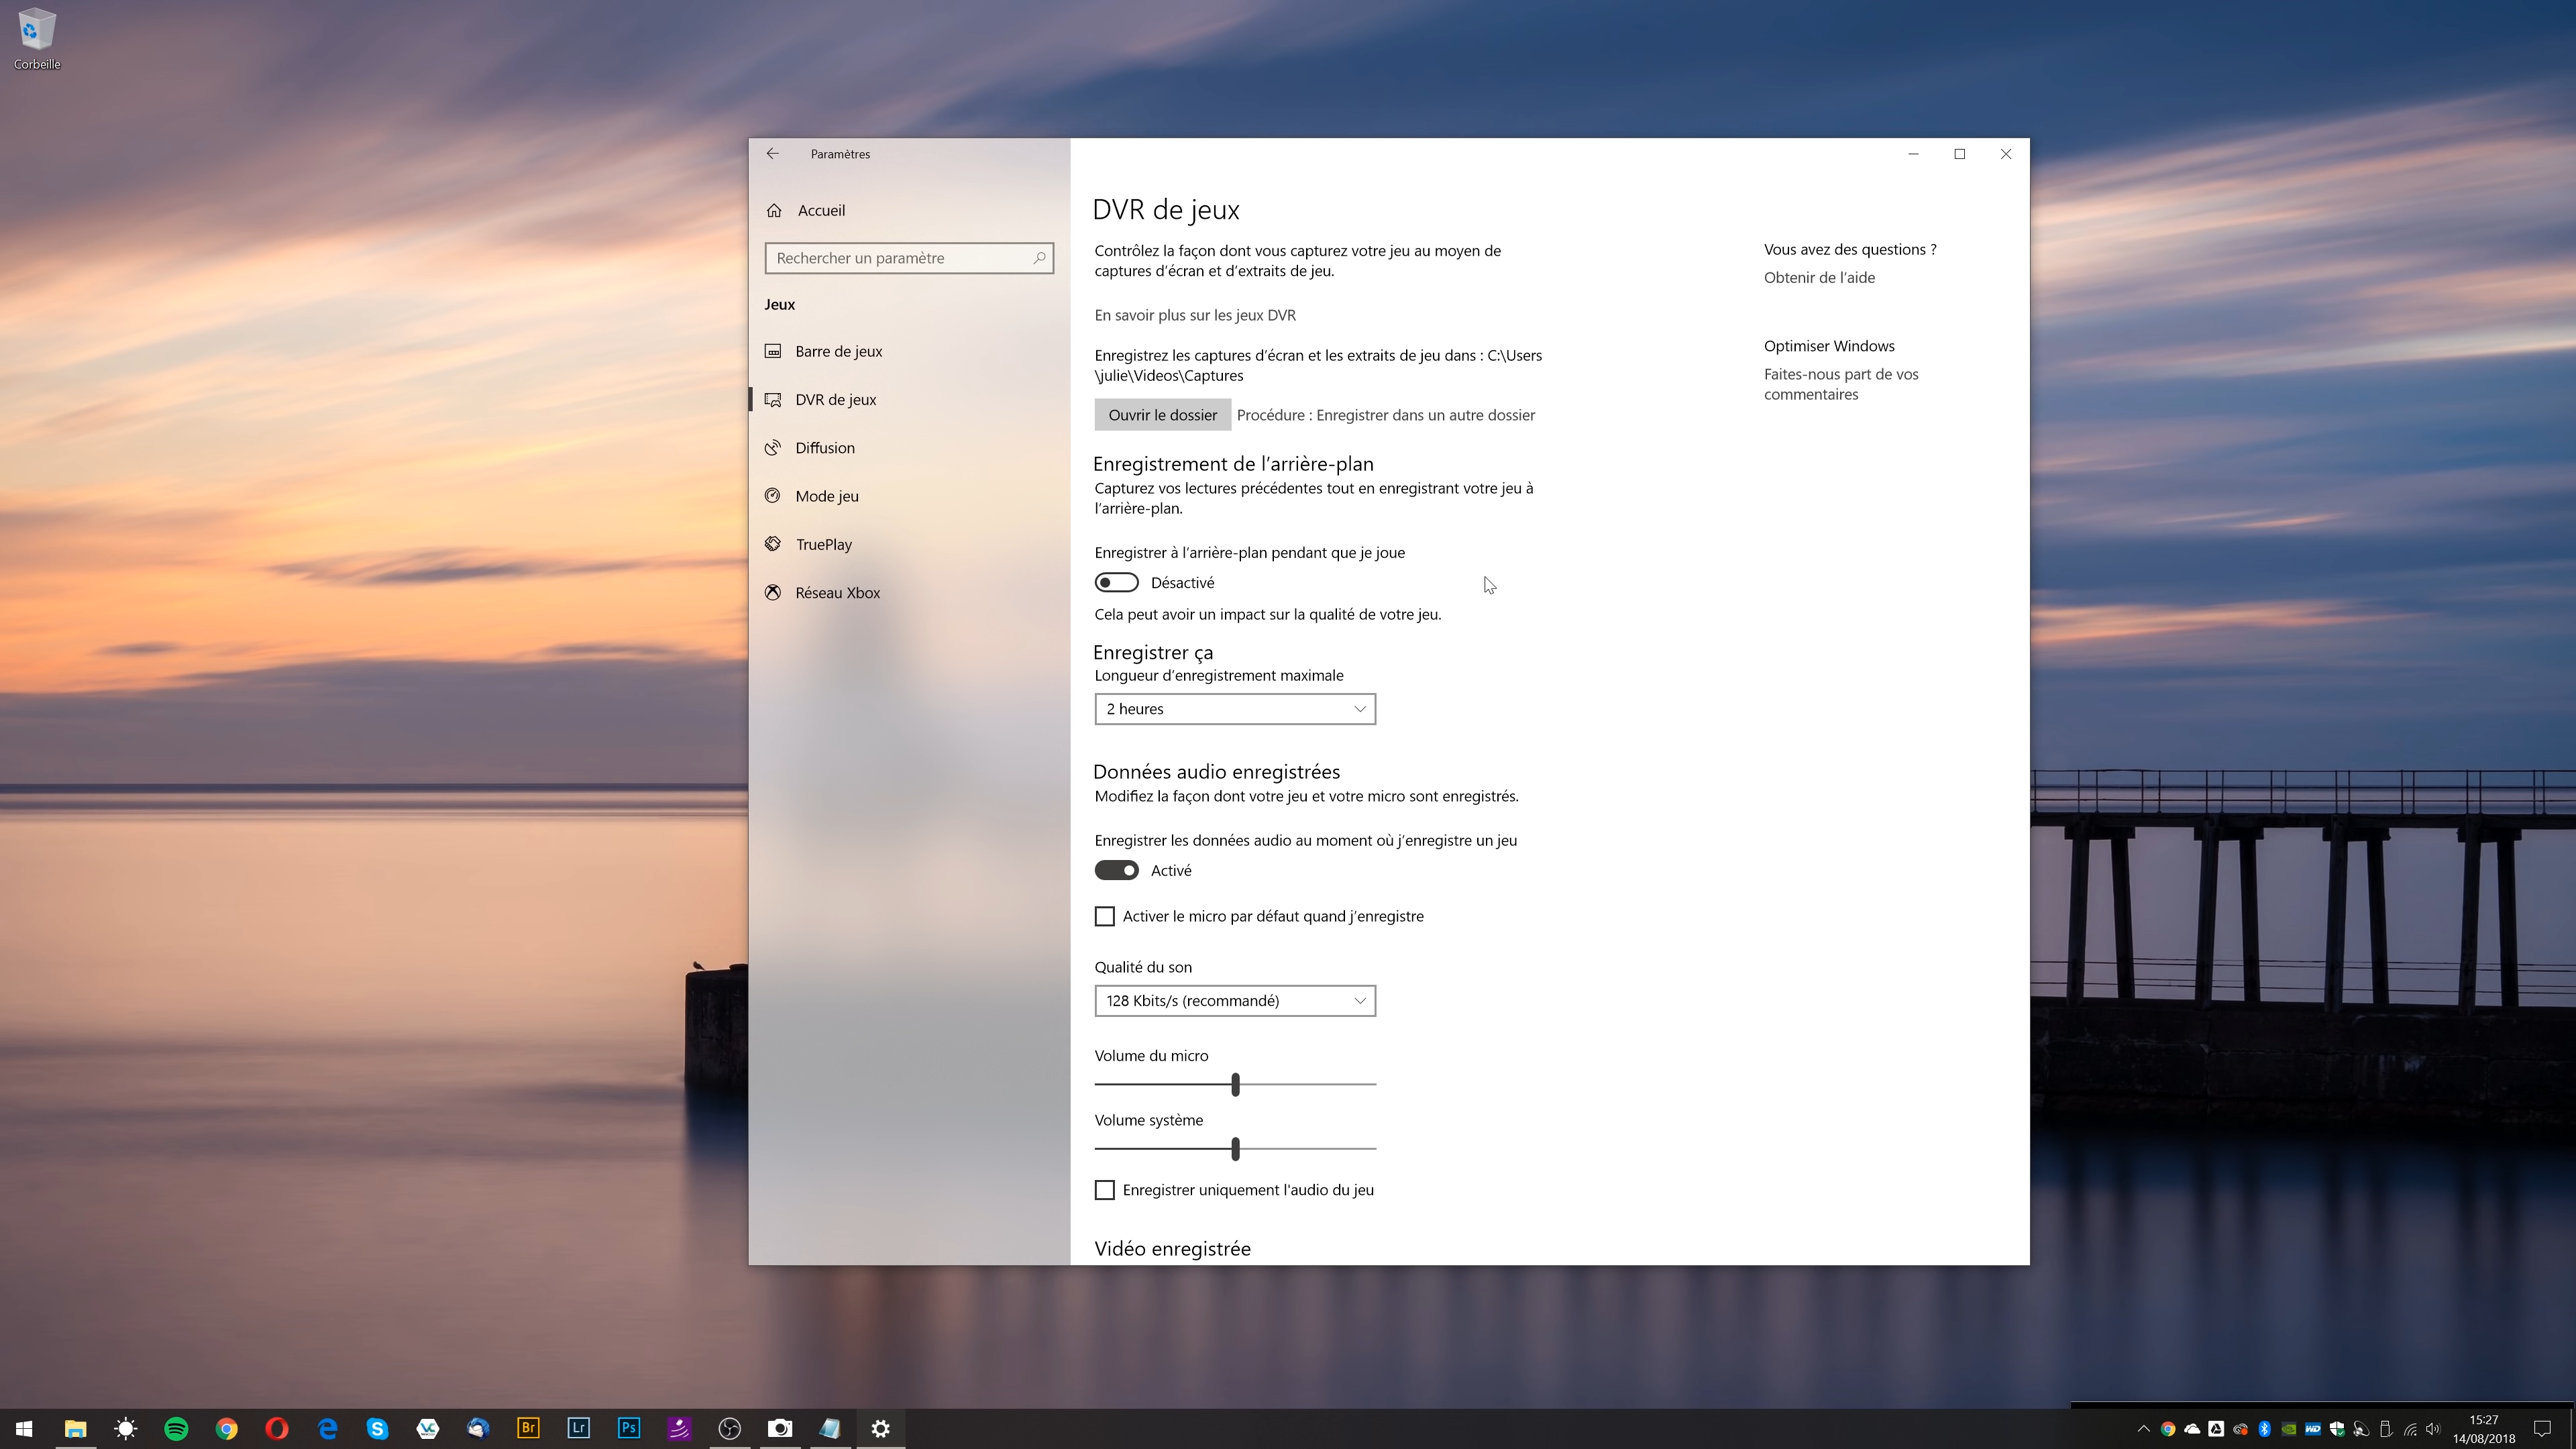 Corbeille
Paramètres
Accueil
Rechercher un paramètre
Jeux
Barre de jeux
DVR de jeux
Diffusion
Mode jeu
TruePlay
Réseau Xbox
DVR de jeux
Contrôlez la façon dont vous capturez votre jeu au moyen de
captures d’écran et d’extraits de jeu.
En savoir plus sur les jeux DVR
Enregistrez les captures d’écran et les extraits de jeu dans : C:\Users
\julie\Videos\Captures
Ouvrir le dossier Procédure : Enregistrer dans un autre dossier
Enregistrement de l’arrière-plan
Capturez vos lectures précédentes tout en enregistrant votre jeu à
l’arrière-plan.
Enregistrer à l’arrière-plan pendant que je joue
Désactivé
Cela peut avoir un impact sur la qualité de votre jeu.
Enregistrer ça
Longueur d’enregistrement maximale
2 heures
Données audio enregistrées
Modifiez la façon dont votre jeu et votre micro sont enregistrés.
Enregistrer les données audio au moment où j’enregistre un jeu
Activé
Activer le micro par défaut quand j’enregistre
Qualité du son
128 Kbits/s (recommandé)
Volume du micro
Volume système
Enregistrer uniquement l'audio du jeu
Vidéo enregistrée
Vous avez des questions ?
Obtenir de l’aide
Optimiser Windows
Faites-nous part de vos
commentaires
Br
Lr
Ps
WD
15:27
14/08/2018